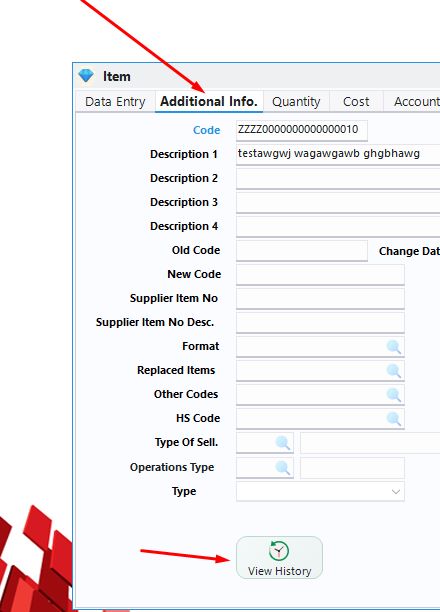 Item
Data Entry Additional Info. Quantity Cost Account
Code ZZZZ0000000000000010
Description 1 testawgwj wagawgawb ghgbhawg
Description 2
Description 3
Description 4
Old Code Change Dat
New Code
Supplier Item No
Supplier Item No Desc.
Format
Replaced Items
Other Codes
HS Code
Type Of Sell.
Operations Type
Type
View History